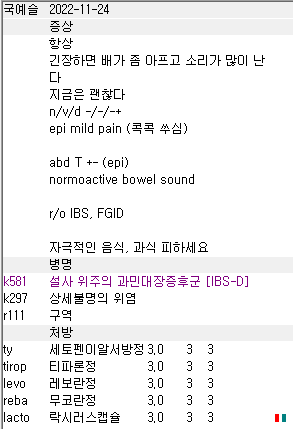 국예슬 2022-11-24
증상
항상
긴장하면 배가 좀 아프고 소리가 많이 난
다
지금은 괜찮다
n/v/d -/-/-+
epi mild pain (콕콕 쑤심)
abd T +- (epi)
normoactive bowel sound
r/o IBS, FGID
자극적인 음식, 과식 피하세요
병명
k581 설사 위주의 과민대장증후군 [IBS-D]
k297 상세불명의 위염
r111 구역
처방
ty 세토펜이알서방정 3,0 3 3
tirop 티파론정 3,0 3 3
levo 레보란정 3,0 3 3
reba 무코란정 3,0 3 3
lacto 락시러스캡슐 3,0 3 3